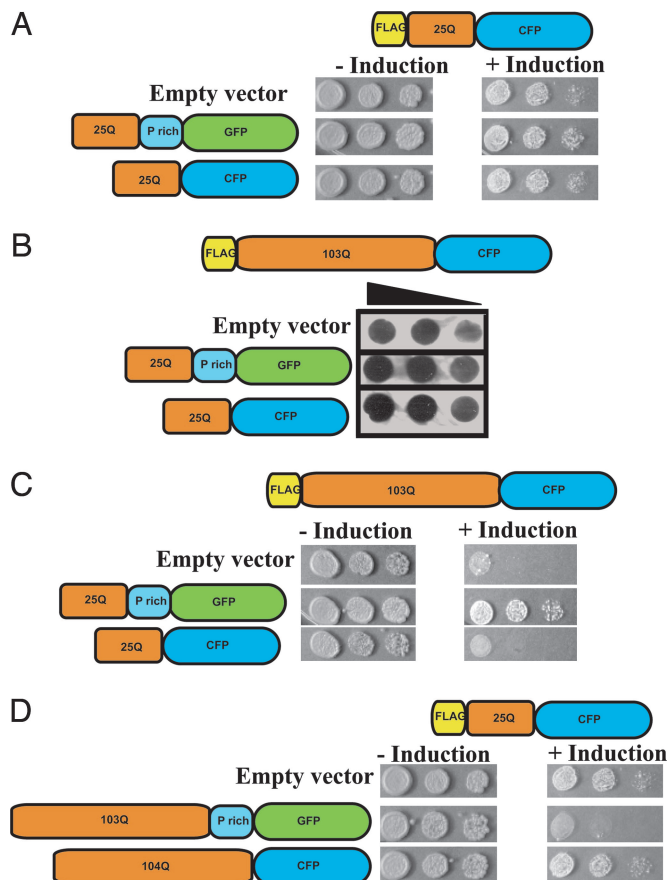 A
FLAG 25Q CFP
- Induction + Induction
Empty vector
25Q P rich GFP
25Q CFP
B
FLAG 103Q CFP
Empty vector
25Q P rich GFP
25Q CFP
C
FLAG 103Q CFP
- Induction + Induction
Empty vector
25Q P rich GFP
25Q CFP
D
FLAG 25Q CFP
- Induction + Induction
Empty vector
103Q P rich GFP
104Q CFP